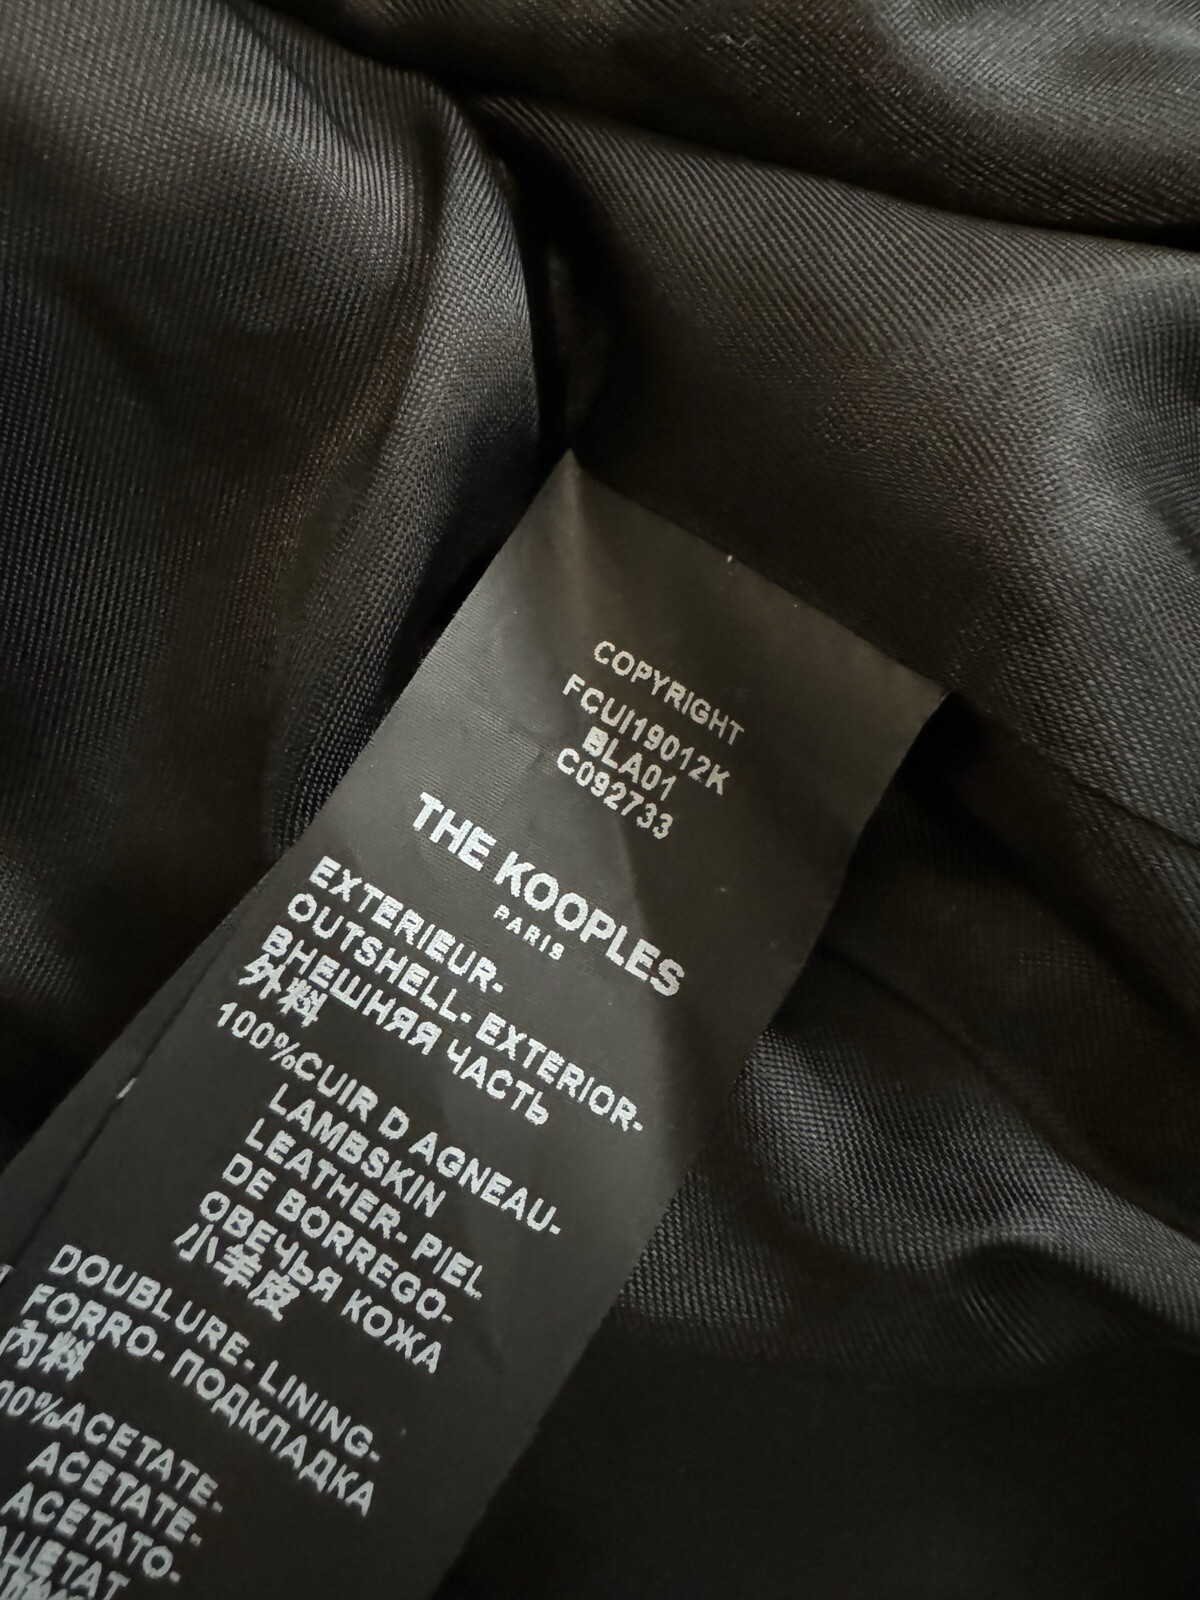 COPYRIGHT
FCUI19012K
BLA01
C092733
THE KOOPLES
PARIS
EXTERIEUR-
OUTSHELL- EXTERIOR-
ВНЕШНЯЯ ЧАСТЬ
外料
100%CUIR D AGNEAU-
LAMBSKIN
LEATHER- PIEL
DE BORREGO-
ОВЕЧЬЯ КОЖА
小羊皮
DOUBLURE- LINING-
FORRO- ПОДКЛАДКА
内料
ACETATE-
ACETATE-
ACETATO-
АЦЕТАТ